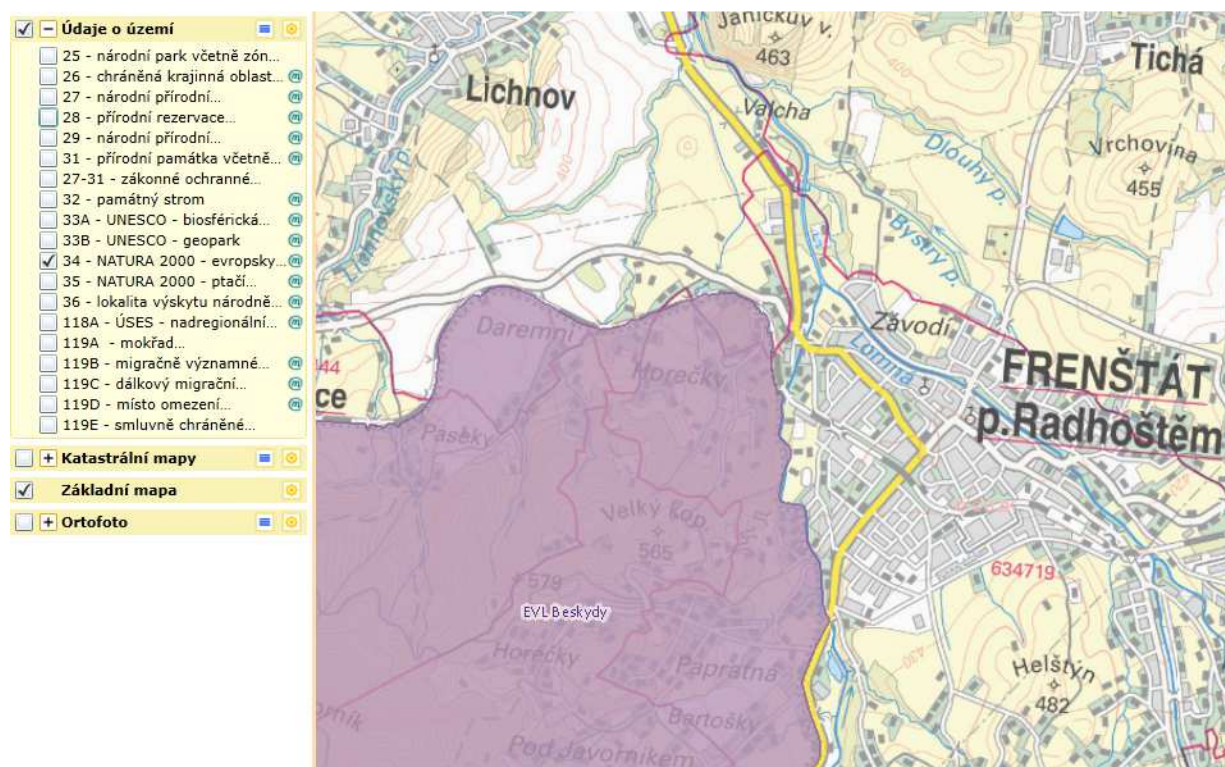 Údaje o území
25 - národní park včetně zón...
26 - chráněná krajinná oblast...
27 - národní přírodní...
28 - přírodní rezervace...
29 - národní přírodní...
31 - přírodní památka včetně...
27-31 - zákonné ochranné...
32 - památný strom
33A - UNESCO - biosférická...
33B - UNESCO - geopark
34 - NATURA 2000 - evropsky...
35 - NATURA 2000 - ptačí...
36 - lokalita výskytu národně...
118A - ÚSES - nadregionální...
119A - mokřad...
119B - migračně významné...
119C - dálkový migrační...
119D - místo omezení...
119E - smluvně chráněné...
Katastrální mapy
Základní mapa
Ortofoto
Janíčkův v.
463
Tichá
Lichnov
Valcha
Dlouhý p.
Vrchovina
455
400
Bystrý p.
Závodí
Lomná
Daremní
Horečky
44
ce
FRENŠTÁT
p.Radhoštěm
Paseky
Velký
565
579
634719
EVL Beskydy
Horečky
Papratná
Helštýn
482
430
Bartošky
Pod Javorníkem